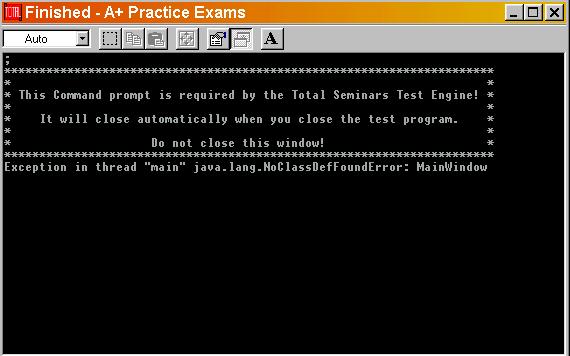 TOTAL Finished - A+ Practice Exams
Auto A
;
**********************************************************************
* *
* This Command prompt is required by the Total Seminars Test Engine! *
* *
* It will close automatically when you close the test program. *
* *
* Do not close this window! *
**********************************************************************
Exception in thread "main" java.lang.NoClassDefFoundError: MainWindow